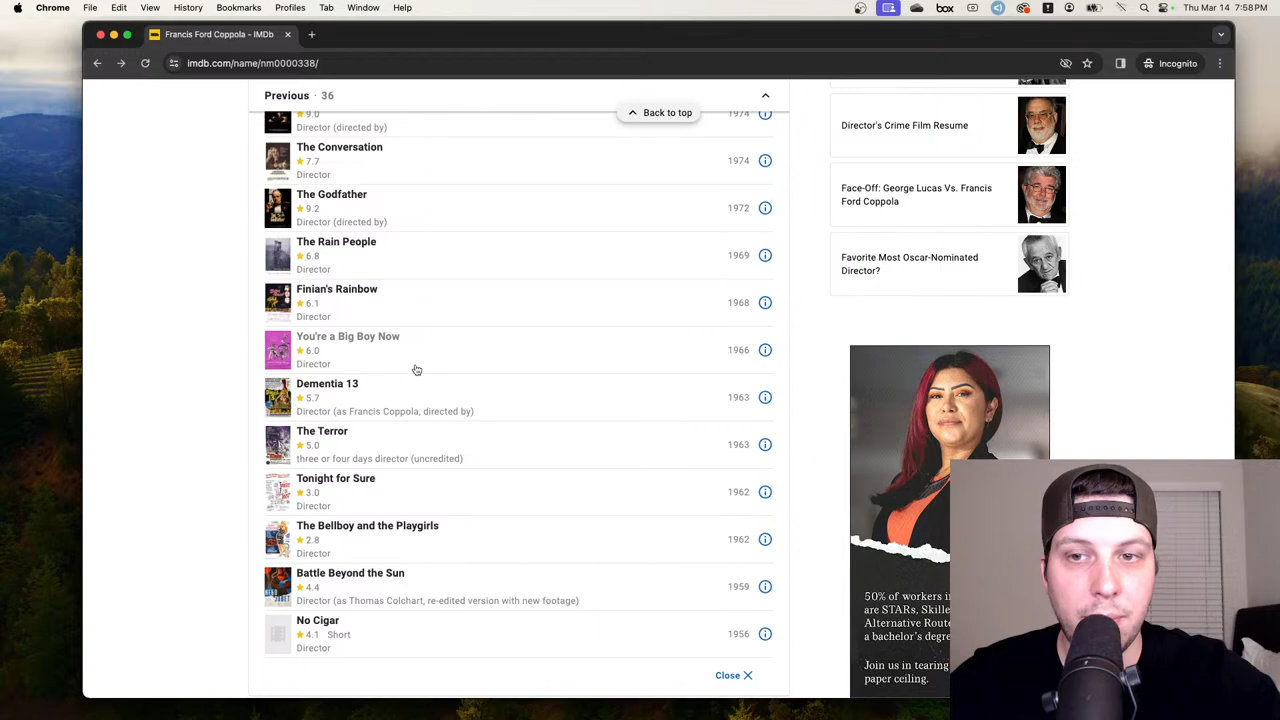 Chrome File Edit View History Bookmarks Profiles Tab Window Help box Thu Mar 14 7:58 PM
Francis Ford Coppola - IMDb
imdb.com/name/nm0000338/ Incognito
Previous · 36
Back to top
9.0 1974
Director (directed by)
The Conversation
7.7 1974
Director
The Godfather
9.2 1972
Director (directed by)
The Rain People
6.8 1969
Director
Finian's Rainbow
6.1 1968
Director
You're a Big Boy Now
6.0 1966
Director
Dementia 13
5.7 1963
Director (as Francis Coppola, directed by)
The Terror
5.0 1963
three or four days director (uncredited)
Tonight for Sure
3.0 1962
Director
The Bellboy and the Playgirls
2.8 1962
Director
Battle Beyond the Sun
4.4 1959
Director (as Thomas Colchart, re-edited version with new footage)
No Cigar
4.1 Short 1956
Director
Close
Director's Crime Film Resume
Face-Off: George Lucas Vs. Francis
Ford Coppola
Favorite Most Oscar-Nominated
Director?
50% of workers
are STARs, Skille
Alternative Route
a bachelor's degre
Join us in tearing
paper ceiling.